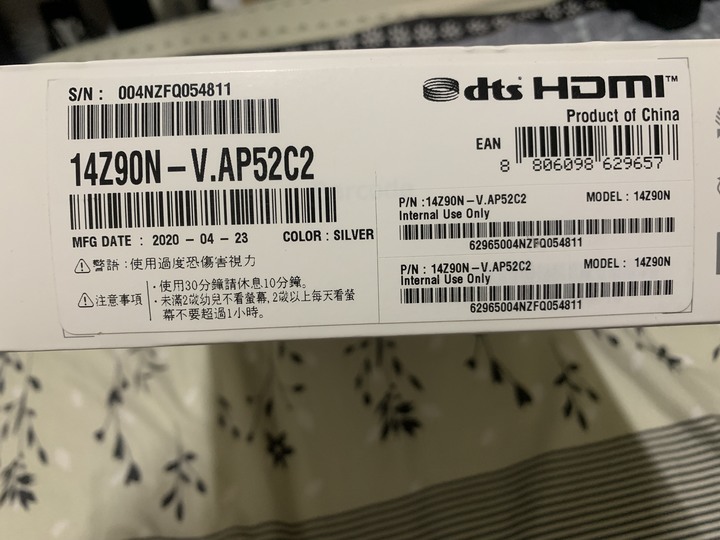 S/N : 004NZFQ054811
dts HDMI™
Product of China
EAN
8 806098 629657
14Z90N-V.AP52C2
MFG DATE : 2020 - 04 - 23 COLOR : SILVER
P/N :14Z90N-V.AP52C2 MODEL : 14Z90N
Internal Use Only
62965004NZFQ054811
P/N : 14Z90N-V.AP52C2 MODEL : 14Z90N
Internal Use Only
62965004NZFQ054811
警語 : 使用過度恐傷害視力
注意事項
·使用30分鐘請休息10分鐘。
·未滿2歲幼兒不看螢幕, 2歲以上每天看螢
幕不要超過1小時。